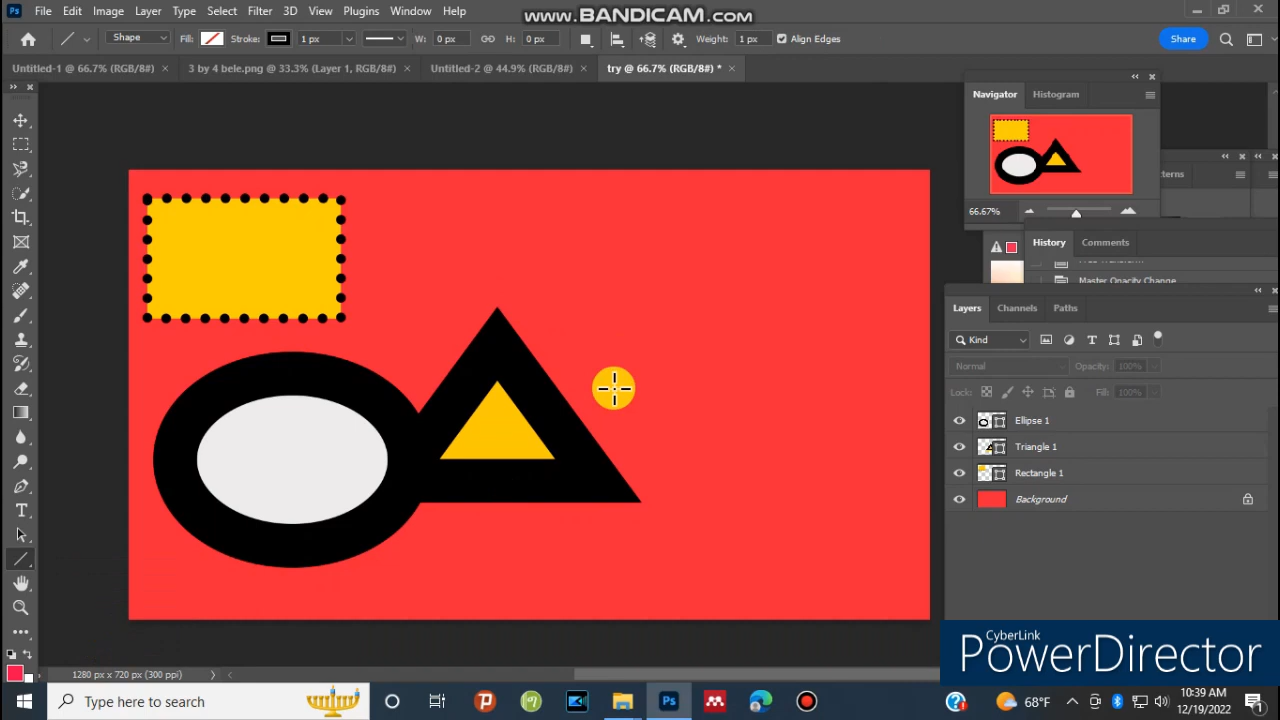 www.BANDICAM.com
Ps File Edit Image Layer Type Select Filter 3D View Plugins Window Help
Shape Fill: Stroke: 1 px W: 0 px H: 0 px Weight: 1 px Align Edges Share
Untitled-1 @ 66.7% (RGB/8#) × 3 by 4 bele.png @ 33.3% (Layer 1, RGB/8#) × Untitled-2 @ 44.9% (RGB/8#) × try @ 66.7% (RGB/8#) * ×
Navigator Histogram
66.67%
History Comments
Master Opacity Change
Layers Channels Paths
Kind
Normal Opacity: 100%
Lock: Fill: 100%
Ellipse 1
Triangle 1
Rectangle 1
Background
CyberLink
PowerDirector
1280 px x 720 px (300 ppi)
Type here to search
68°F
10:39 AM
12/19/2022